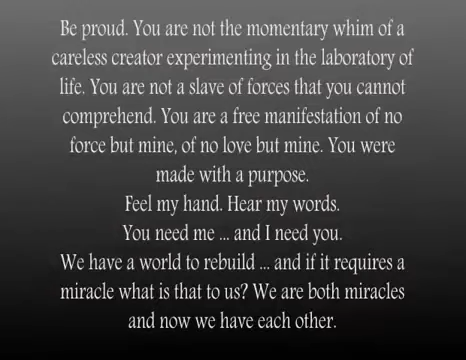 Be proud. You are not the momentary whim of a
careless creator experimenting in the laboratory of
life. You are not a slave of forces that you cannot
comprehend. You are a free manifestation of no
force but mine, of no love but mine. You were
made with a purpose.
Feel my hand. Hear my words.
You need me ... and I need you.
We have a world to rebuild ... and if it requires a
miracle what is that to us? We are both miracles
and now we have each other.